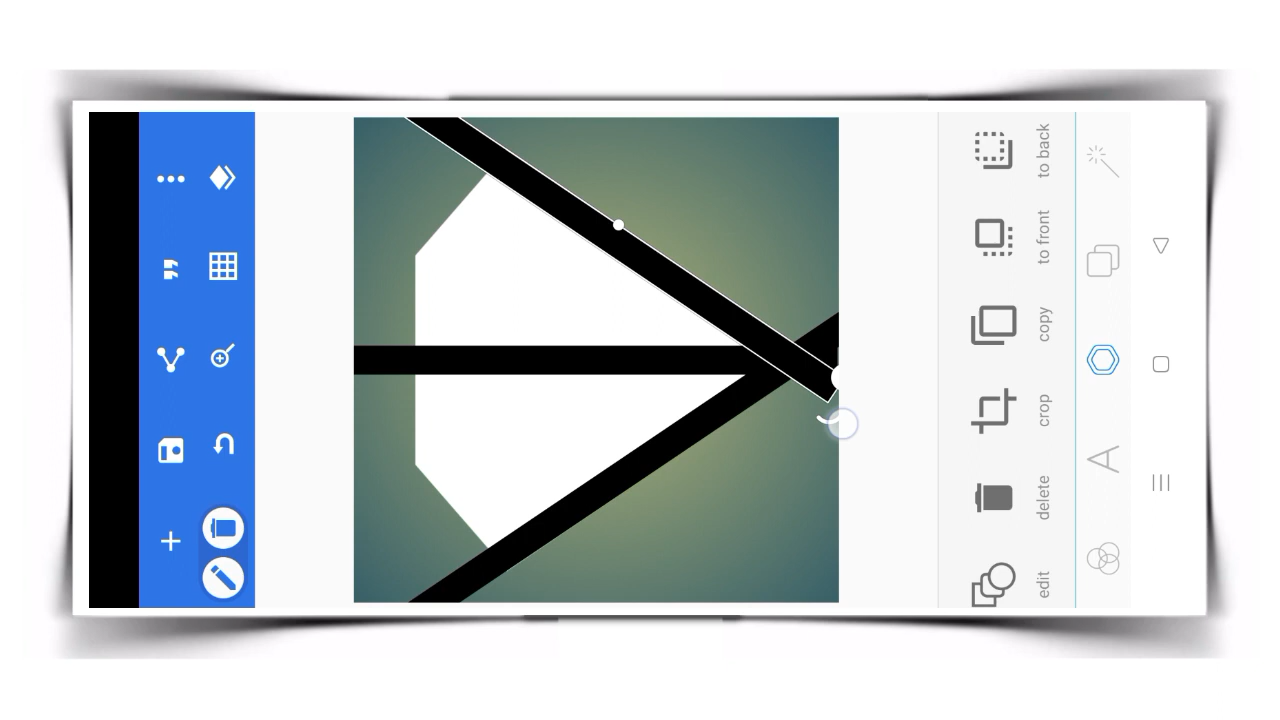 edit
delete
crop
copy
to front
to back